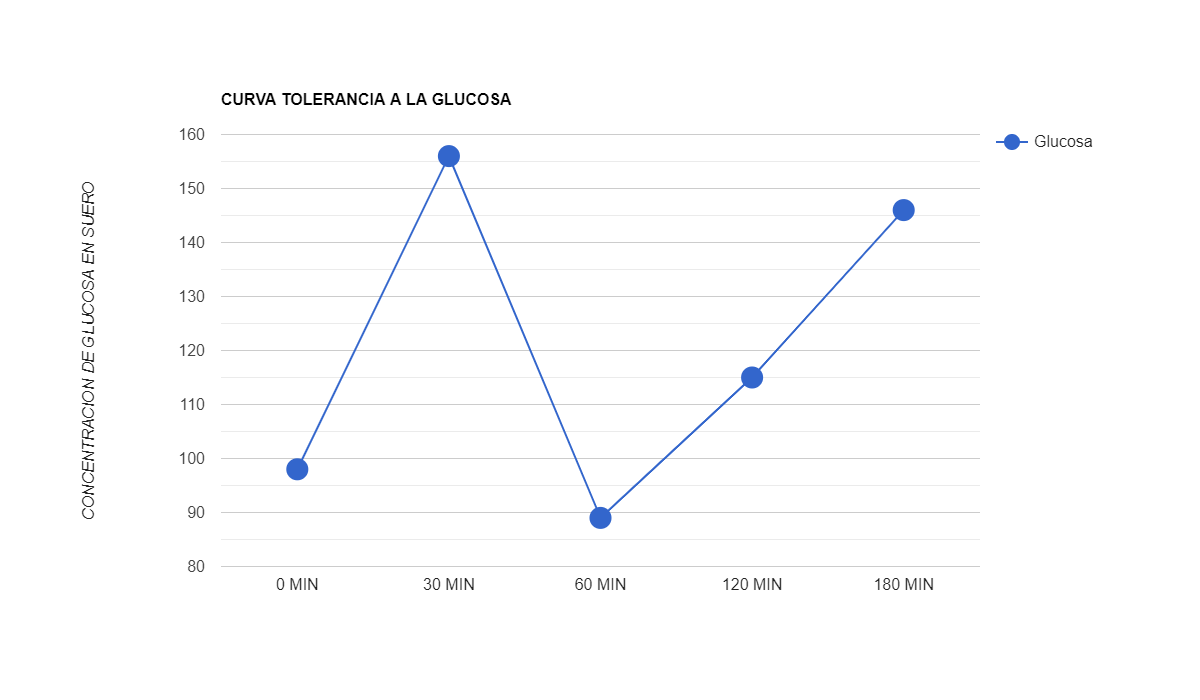 CURVA TOLERANCIA A LA GLUCOSA
Glucosa
CONCENTRACION DE GLUCOSA EN SUERO
160
150
140
130
120
110
100
90
80
0 MIN
30 MIN
60 MIN
120 MIN
180 MIN